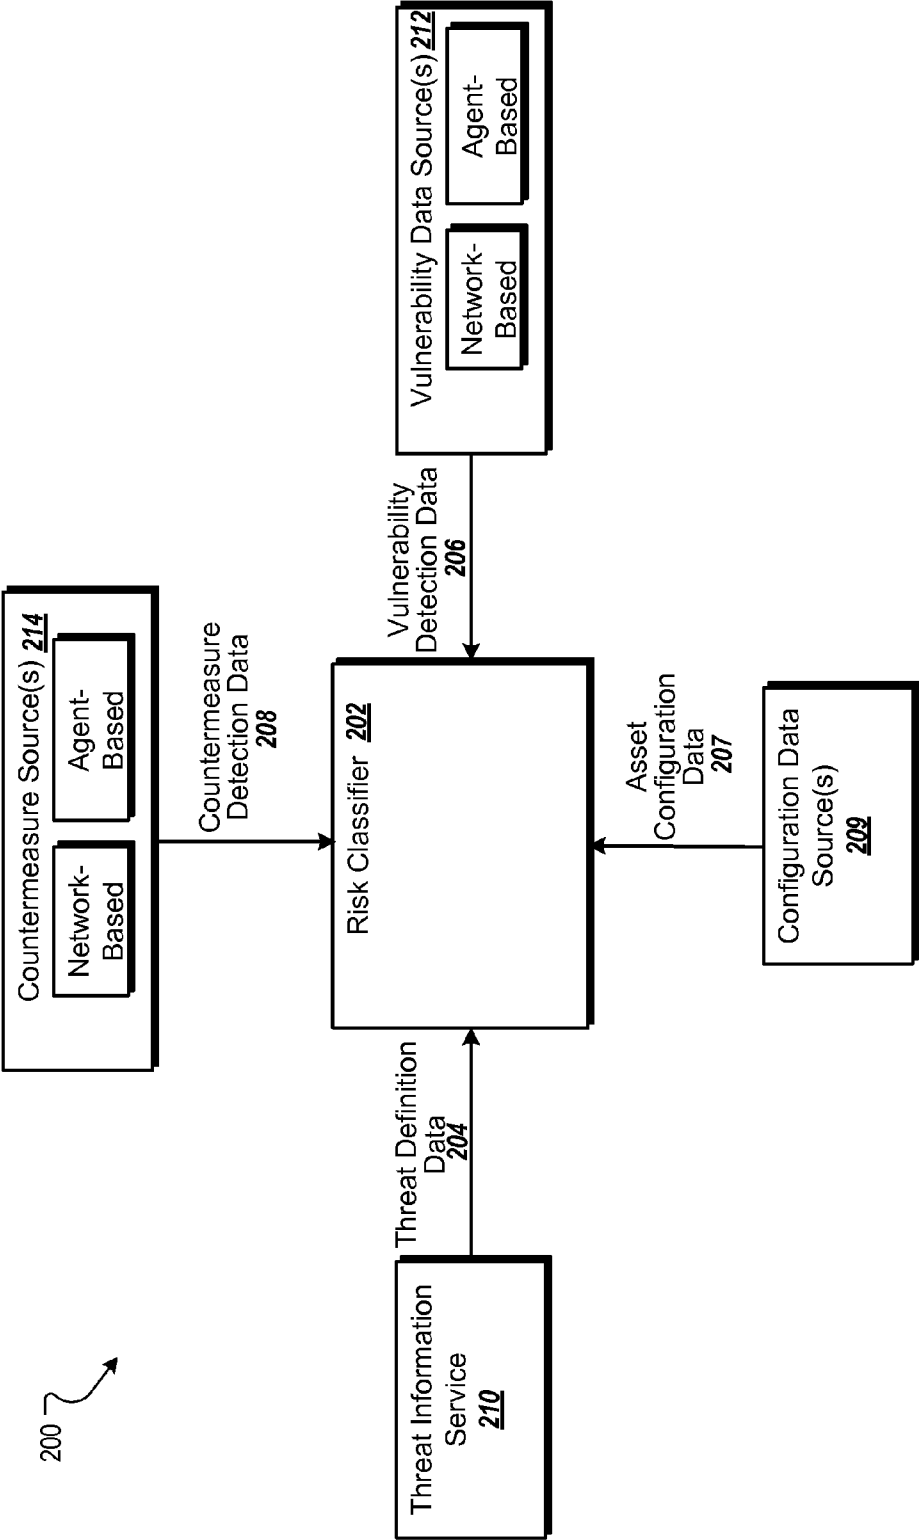 200
Countermeasure Source(s) 214
Network-
Based
Agent-
Based
Countermeasure
Detection Data
208
Threat Information
Service
210
Threat Definition
Data
204
Risk Classifier 202
Vulnerability
Detection Data
206
Vulnerability Data Source(s) 212
Network-
Based
Agent-
Based
Asset
Configuration
Data
207
Configuration Data
Source(s)
209